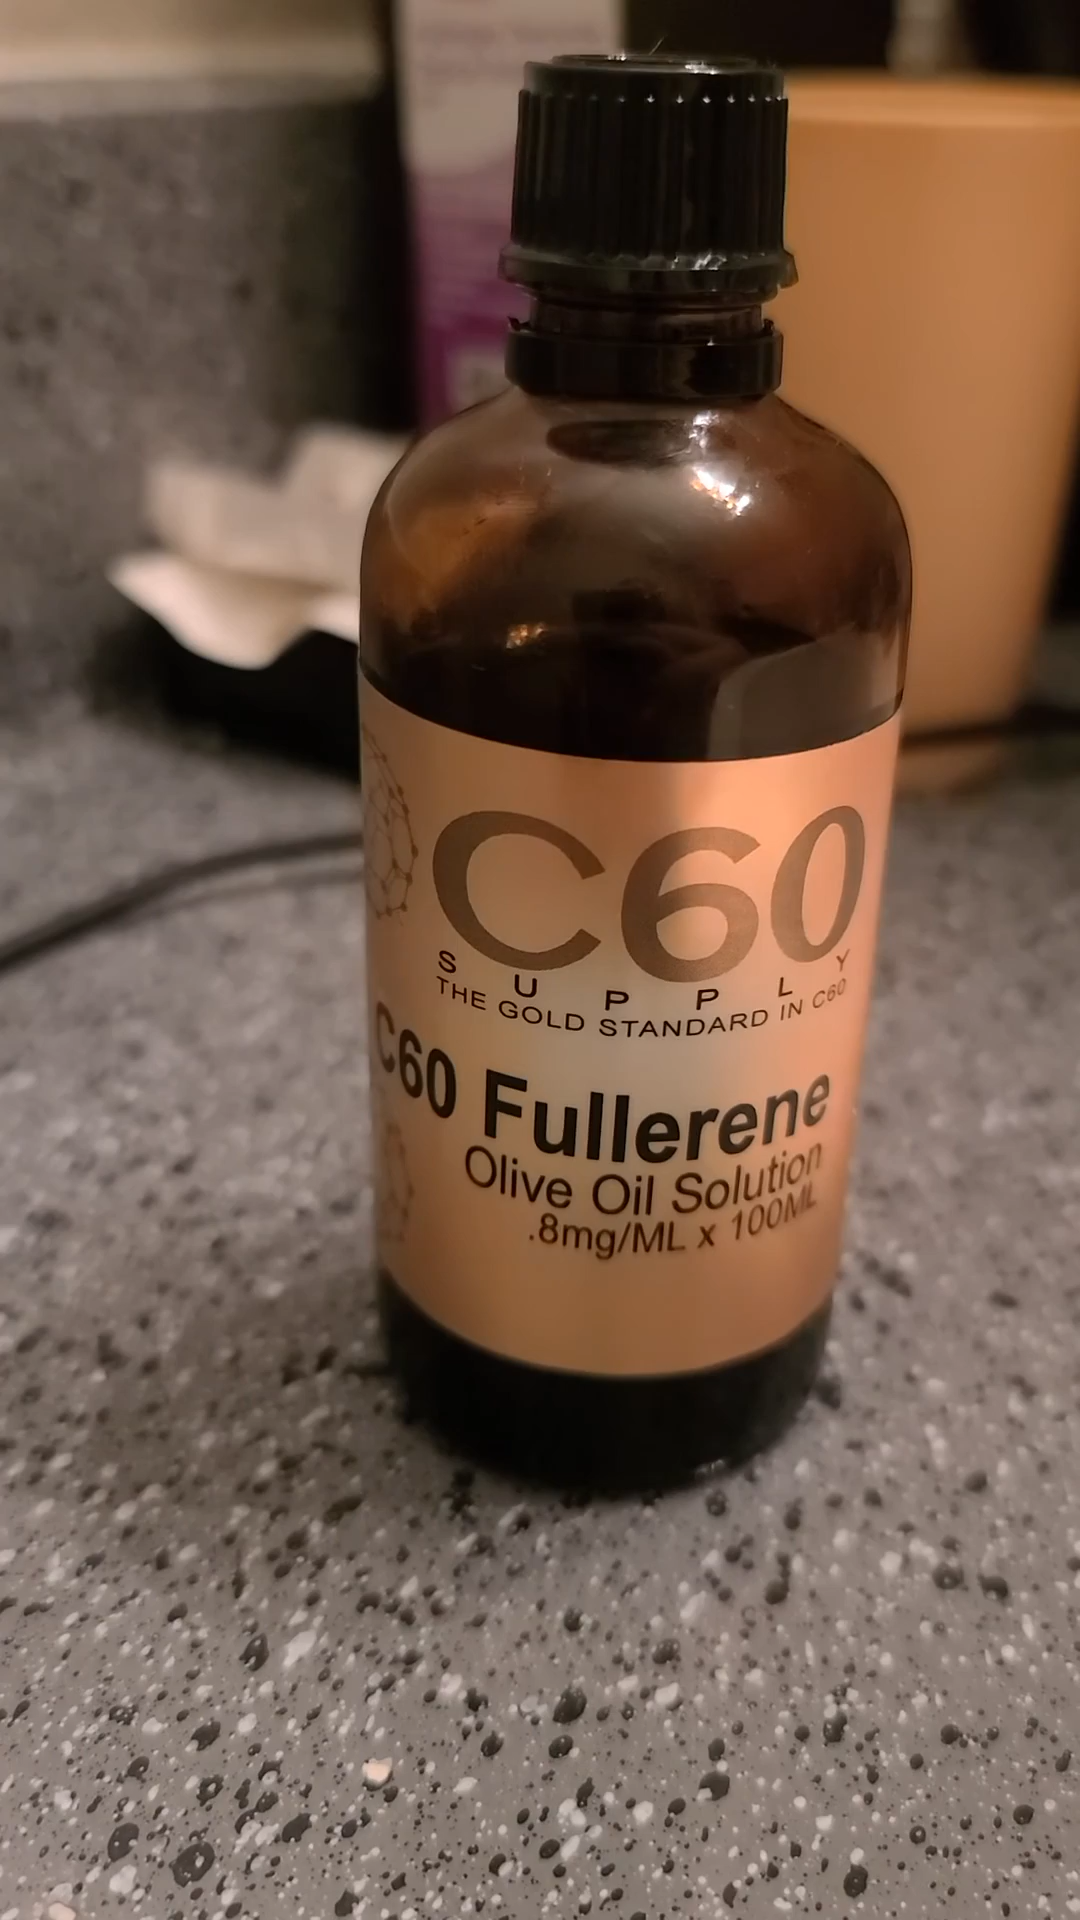 C60
SUPPLY
THE GOLD STANDARD IN C60
C60 Fullerene
Olive Oil Solution
.8mg/ML x 100ML